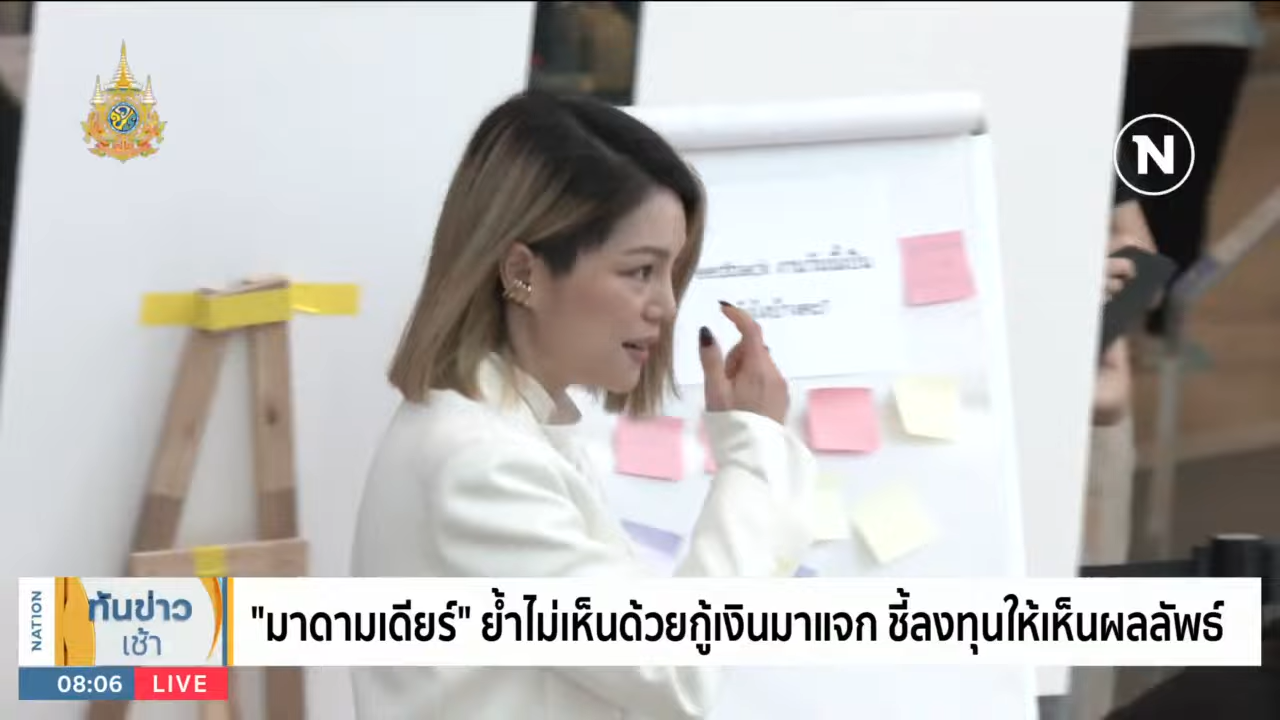 N
"มาดามเดียร์" ย้ำไม่เห็นด้วยกู้เงินมาแจก ชี้ลงทุนให้เห็นผลลัพธ์
NATION
ทันข่าว
เช้า
08:06 LIVE